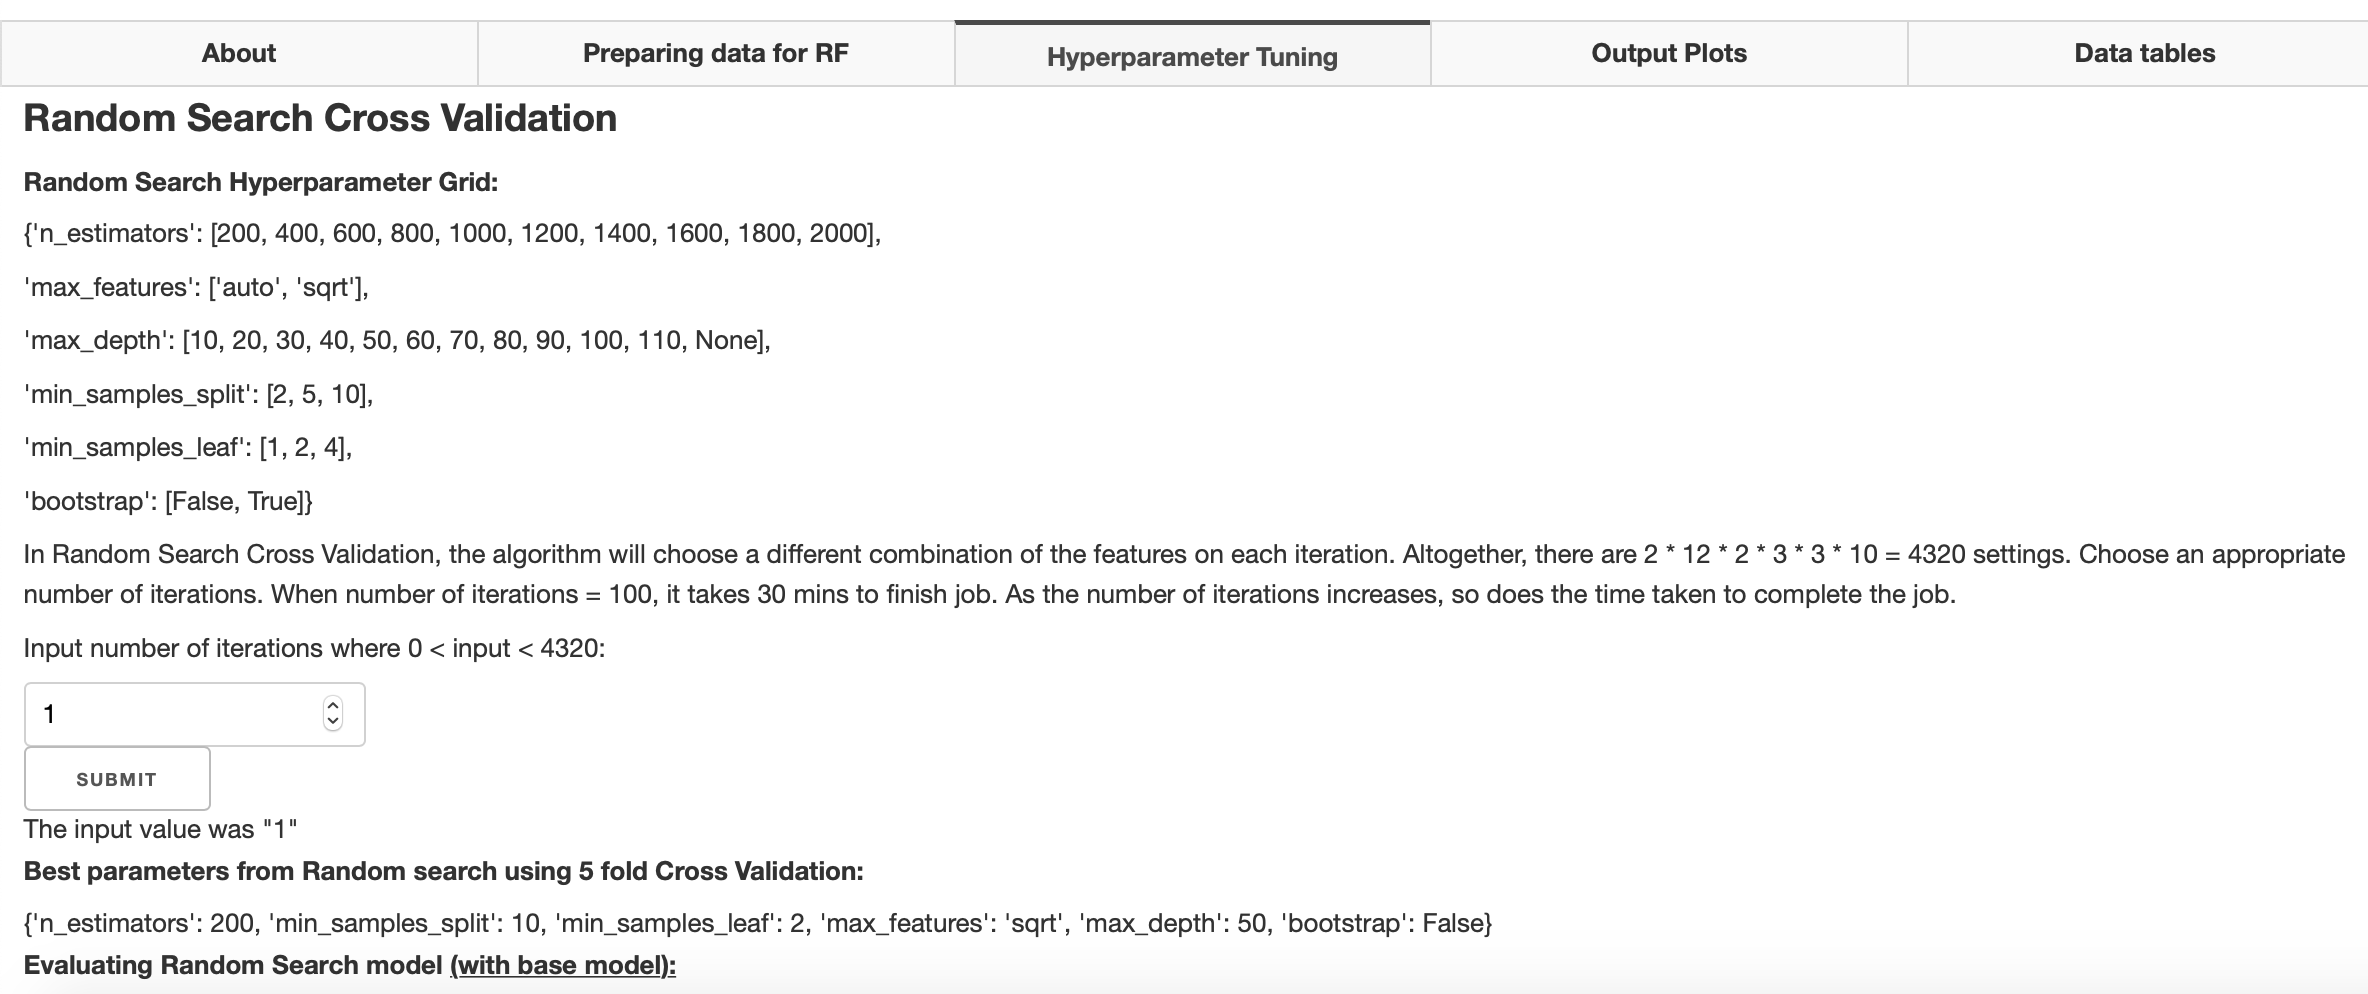 About
Preparing data for RF
Hyperparameter Tuning
Output Plots
Data tables
Random Search Cross Validation
Random Search Hyperparameter Grid:
{'n_estimators': [200, 400, 600, 800, 1000, 1200, 1400, 1600, 1800, 2000],
'max_features': ['auto', 'sqrt'],
'max_depth': [10, 20, 30, 40, 50, 60, 70, 80, 90, 100, 110, None],
'min_samples_split': [2, 5, 10],
'min_samples_leaf': [1, 2, 4],
'bootstrap': [False, True]}
In Random Search Cross Validation, the algorithm will choose a different combination of the features on each iteration. Altogether, there are 2 * 12 * 2 * 3 * 3 * 10 = 4320 settings. Choose an appropriate
number of iterations. When number of iterations = 100, it takes 30 mins to finish job. As the number of iterations increases, so does the time taken to complete the job.
Input number of iterations where 0 < input < 4320:
1
SUBMIT
The input value was "1"
Best parameters from Random search using 5 fold Cross Validation:
{'n_estimators': 200, 'min_samples_split': 10, 'min_samples_leaf': 2, 'max_features': 'sqrt', 'max_depth': 50, 'bootstrap': False}
Evaluating Random Search model (with base model):